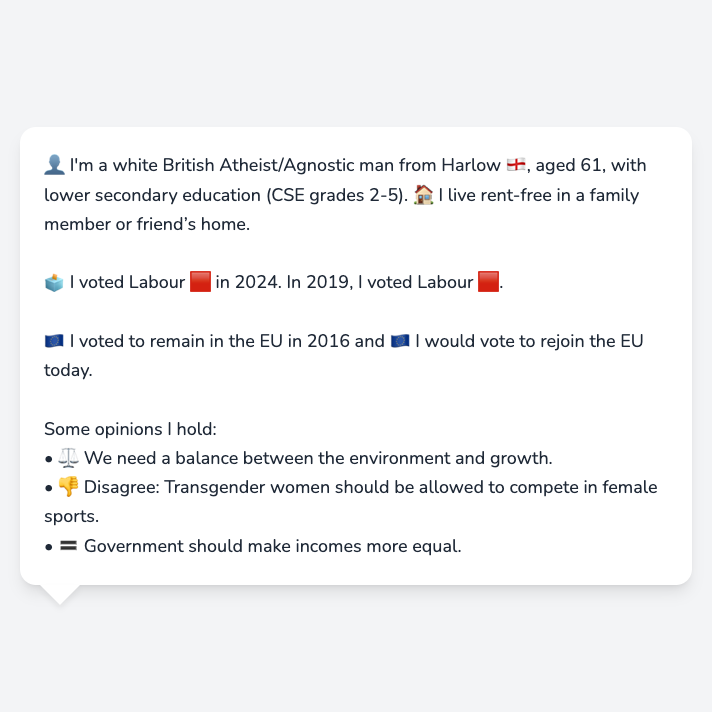 👤 I'm a white British Atheist/Agnostic man from Harlow 🏴󠁧󠁢󠁥󠁮󠁧󠁿, aged 61, with
lower secondary education (CSE grades 2-5). 🏠 I live rent-free in a family
member or friend’s home.
🗳️ I voted Labour 🟥 in 2024. In 2019, I voted Labour 🟥.
🇪🇺 I voted to remain in the EU in 2016 and 🇪🇺 I would vote to rejoin the EU
today.
Some opinions I hold:
• ⚖️ We need a balance between the environment and growth.
• 👎 Disagree: Transgender women should be allowed to compete in female
sports.
• 🟰 Government should make incomes more equal.